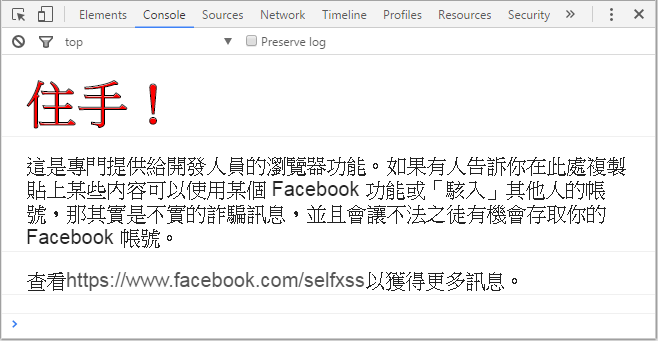 Elements Console Sources Network Timeline Profiles Resources Security »
top Preserve log
住手！
這是專門提供給開發人員的瀏覽器功能。如果有人告訴你在此處複製
貼上某些內容可以使用某個 Facebook 功能或「駭入」其他人的帳
號，那其實是不實的詐騙訊息，並且會讓不法之徒有機會存取你的
Facebook 帳號。
查看https://www.facebook.com/selfxss以獲得更多訊息。